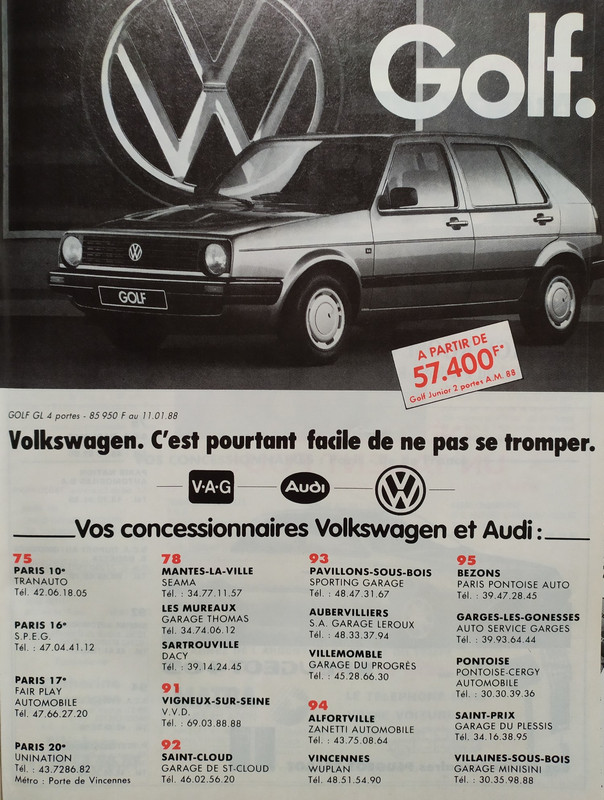 Golf.
GOLF
A PARTIR DE
57.400F*
Golf Junior 2 portes A.M. 88
GOLF GL 4 portes - 85 950 F au 11.01.88
Volkswagen. C'est pourtant facile de ne pas se tromper.
V·A·G
Audi
Vos concessionnaires Volkswagen et Audi :
75
PARIS 10e
TRANAUTO
Tél. 42.06.18.05
PARIS 16e
S.P.E.G.
Tél. : 47.04.41.12
PARIS 17e
FAIR PLAY
AUTOMOBILE
Tél. 47.66.27.20
PARIS 20e
UNINATION
Tél. : 43.7286.82
Métro : Porte de Vincennes
78
MANTES-LA-VILLE
SEAMA
Tél. : 34.77.11.57
LES MUREAUX
GARAGE THOMAS
Tél. 34.74.06.12
SARTROUVILLE
DACY
Tél. : 39.14.24.45
91
VIGNEUX-SUR-SEINE
V.V.D.
Tél. : 69.03.88.88
92
SAINT-CLOUD
GARAGE DE ST-CLOUD
Tél. 46.02.56.20
93
PAVILLONS-SOUS-BOIS
SPORTING GARAGE
Tél. : 48.47.31.67
AUBERVILLIERS
S.A. GARAGE LEROUX
Tél. : 48.33.37.94
VILLEMOMBLE
GARAGE DU PROGRÈS
Tél. : 45.28.66.30
94
ALFORTVILLE
ZANETTI AUTOMOBILE
Tél. : 43.75.08.64
VINCENNES
WUPLAN
Tél. : 48.51.54.90
95
BEZONS
PARIS PONTOISE AUTO
Tél. : 39.47.28.45
GARGES-LES-GONESSES
AUTO SERVICE GARGES
Tél. : 39.93.64.44
PONTOISE
PONTOISE-CERGY
AUTOMOBILE
Tél. : 30.30.39.36
SAINT-PRIX
GARAGE DU PLESSIS
Tél. 34.16.38.95
VILLAINES-SOUS-BOIS
GARAGE MINISINI
Tél. : 30.35.98.88